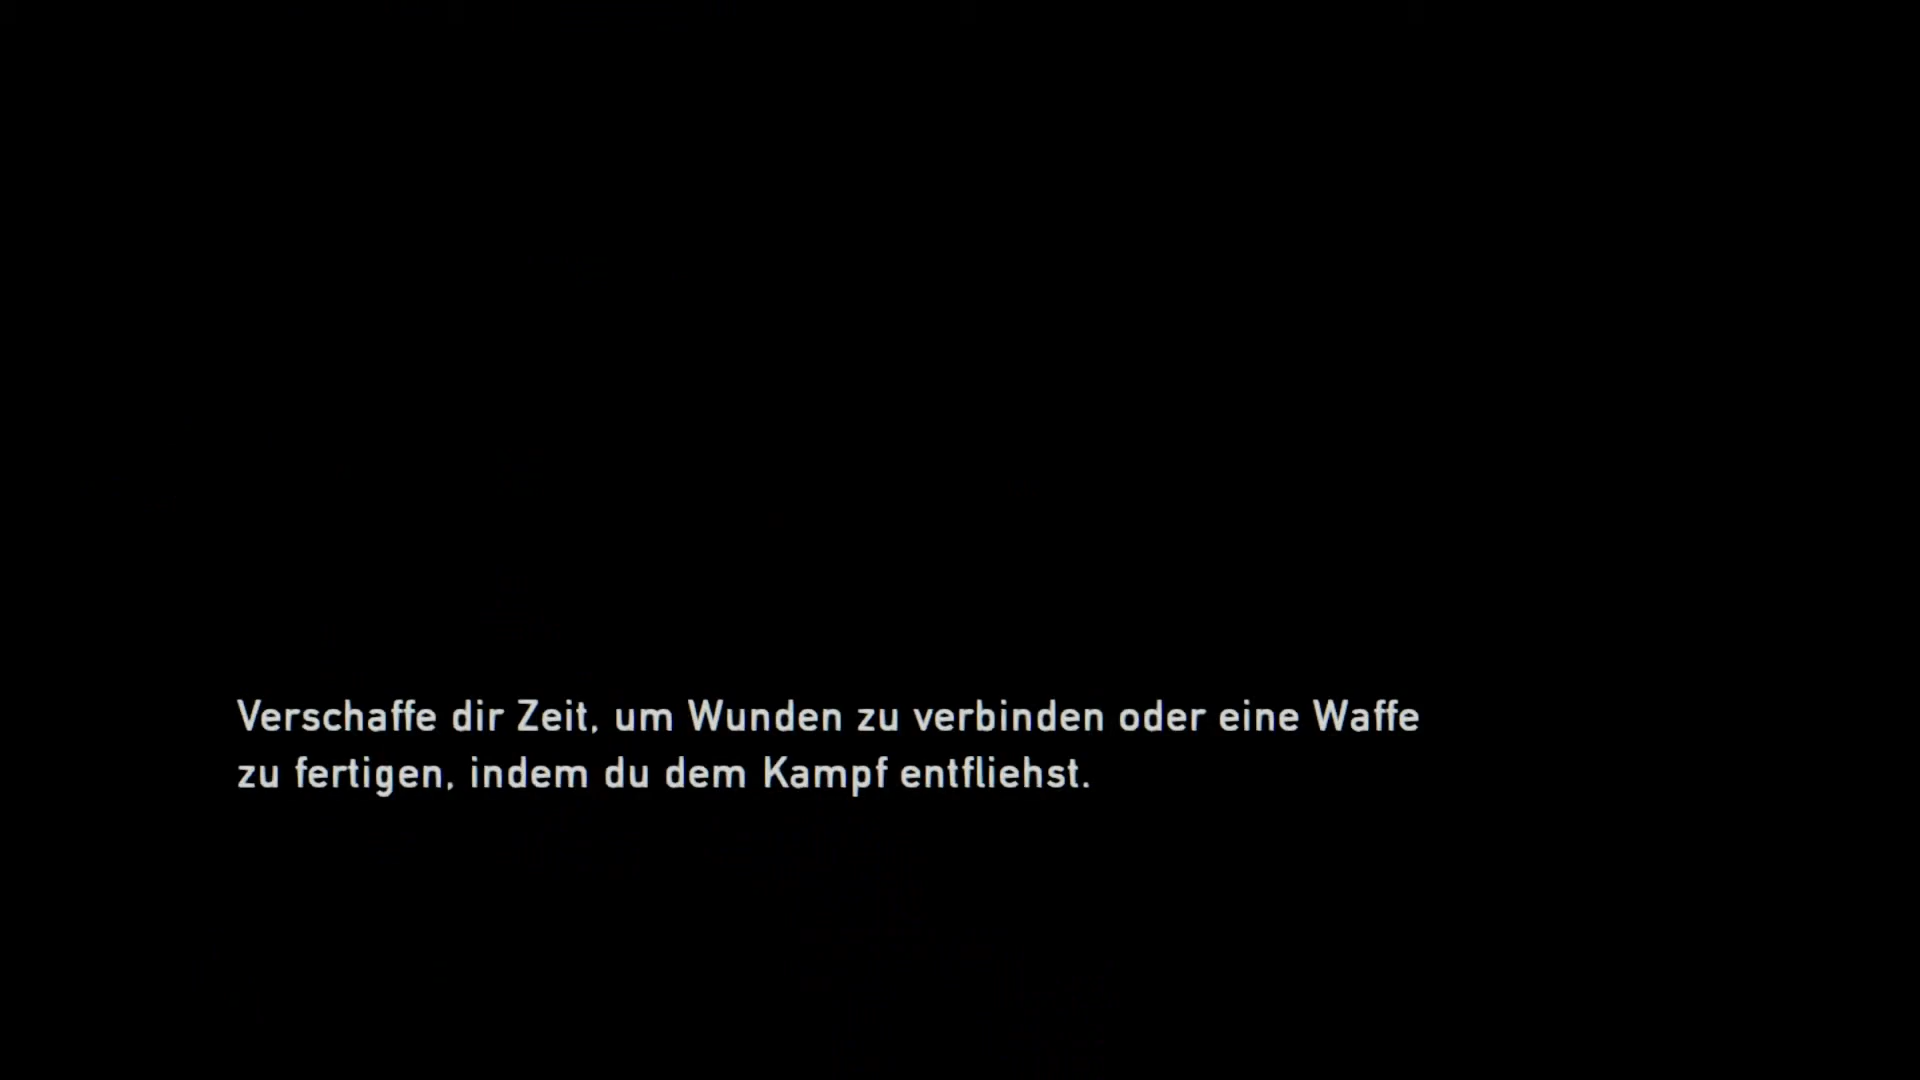 Verschaffe dir Zeit, um Wunden zu verbinden oder eine Waffe
zu fertigen, indem du dem Kampf entfliehst.